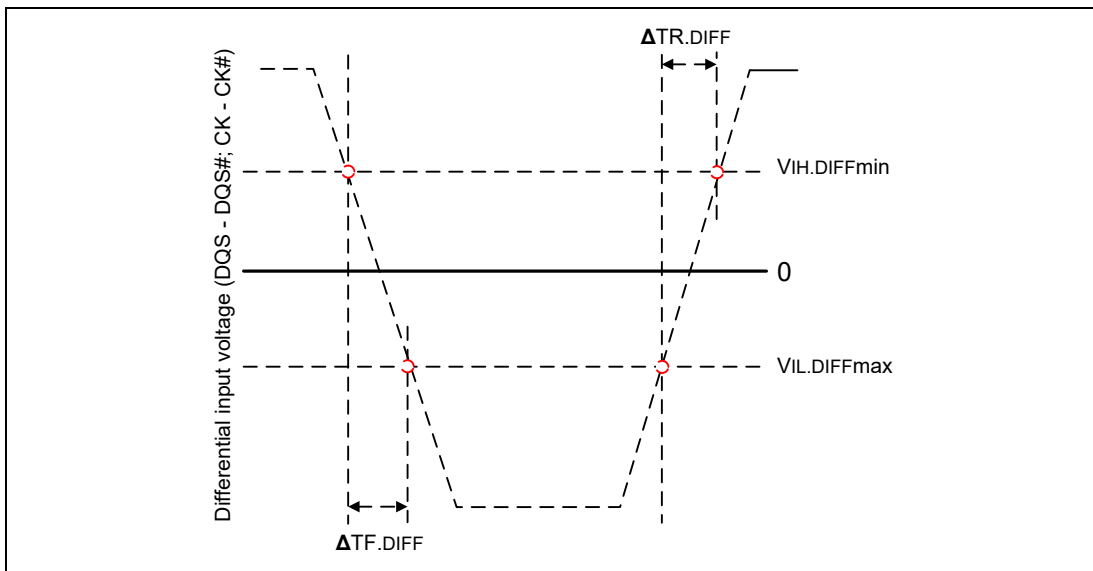 ΔTR.DIFF
Differential input voltage (DQS - DQS#; CK - CK#)
VIH.DIFFmin
0
VIL.DIFFmax
ΔTF.DIFF